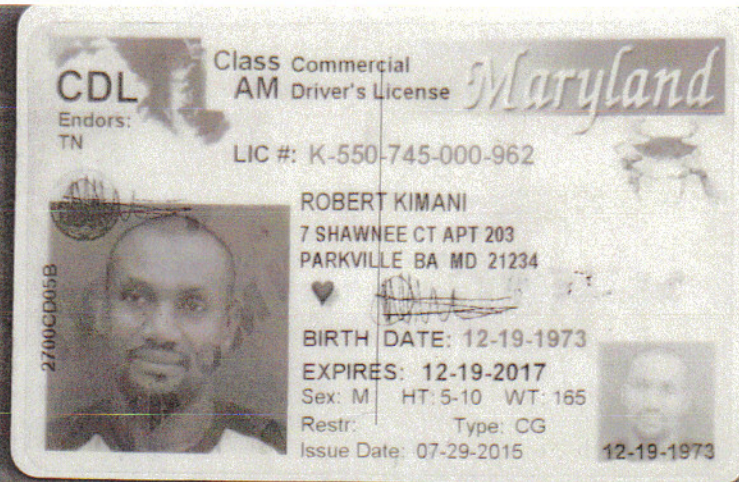 CDL
Endors:
TN
Class Commercial
AM Driver's License
Maryland
LIC #: K-550-745-000-962
ROBERT KIMANI
7 SHAWNEE CT APT 203
PARKVILLE BA MD 21234
BIRTH DATE: 12-19-1973
EXPIRES: 12-19-2017
Sex: M HT: 5-10 WT: 165
Restr: Type: CG
Issue Date: 07-29-2015
12-19-1973
2700CD05B